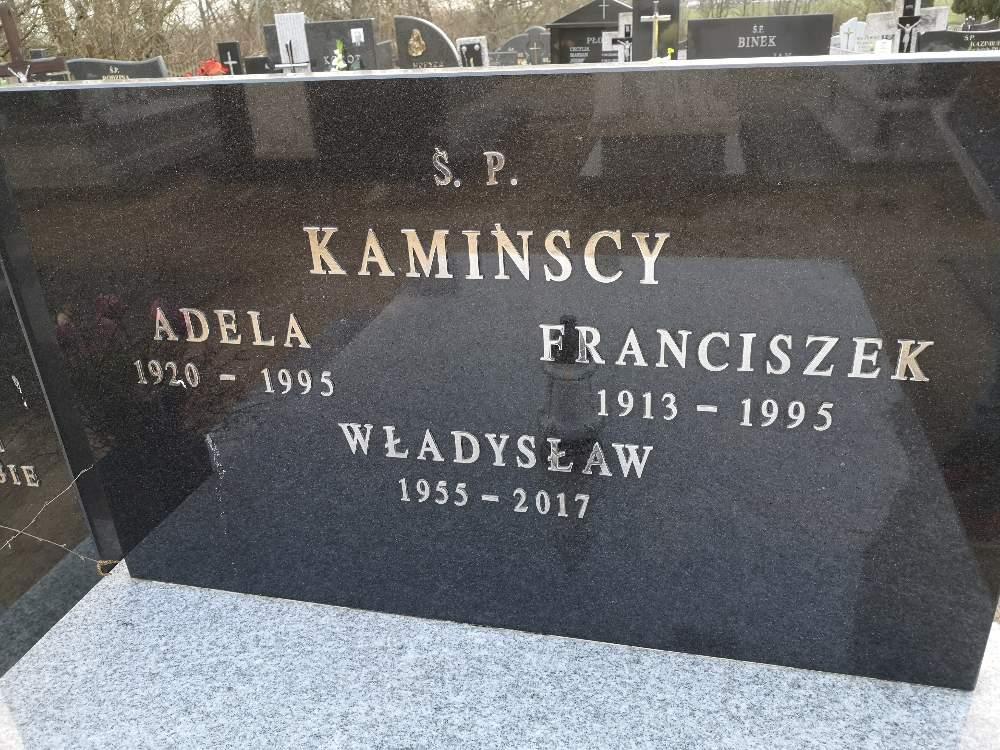 Ś. P.
BINEK
Ś. P.
KAMIŃSCY
ADELA
1920 - 1995
FRANCISZEK
1913 - 1995
WŁADYSŁAW
1955 - 2017